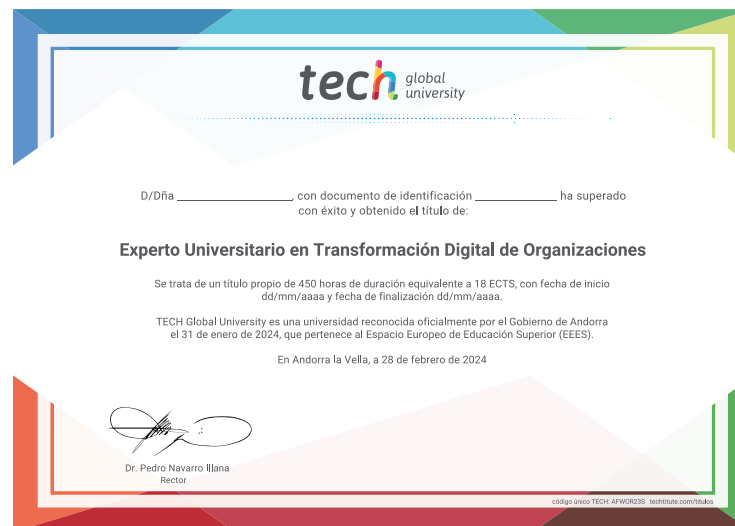 tech global university
D/Dña ____________________, con documento de identificación ______________ ha superado
con éxito y obtenido el título de:
Experto Universitario en Transformación Digital de Organizaciones
Se trata de un título propio de 450 horas de duración equivalente a 18 ECTS, con fecha de inicio
dd/mm/aaaa y fecha de finalización dd/mm/aaaa.
TECH Global University es una universidad reconocida oficialmente por el Gobierno de Andorra
el 31 de enero de 2024, que pertenece al Espacio Europeo de Educación Superior (EEES).
En Andorra la Vella, a 28 de febrero de 2024
Dr. Pedro Navarro Illana
Rector
código único TECH: AFWOR23S techtitute.com/titulos